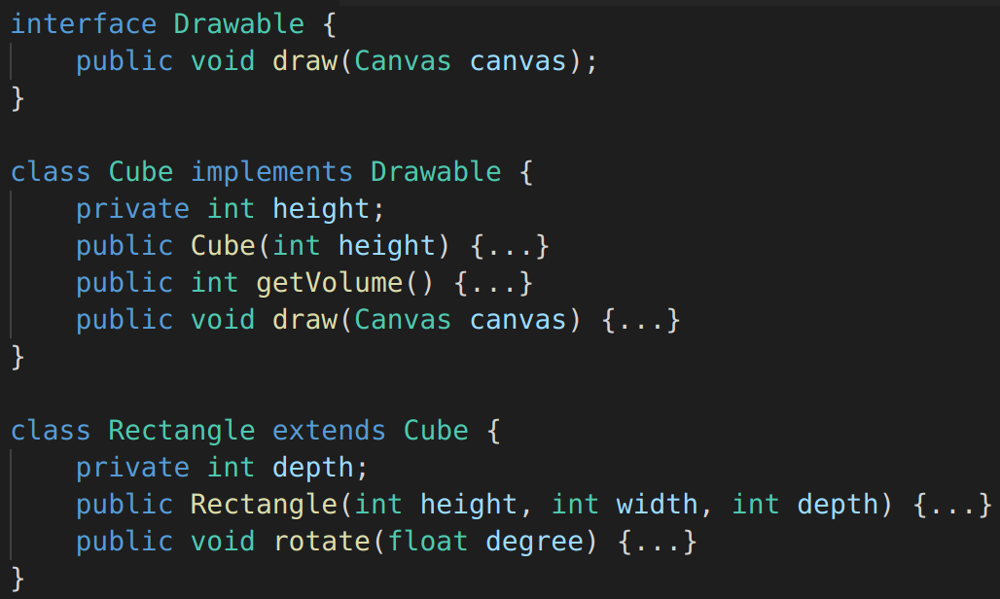 interface Drawable {
    public void draw(Canvas canvas);
}

class Cube implements Drawable {
    private int height;
    public Cube(int height) {...}
    public int getVolume() {...}
    public void draw(Canvas canvas) {...}
}

class Rectangle extends Cube {
    private int depth;
    public Rectangle(int height, int width, int depth) {...}
    public void rotate(float degree) {...}
}